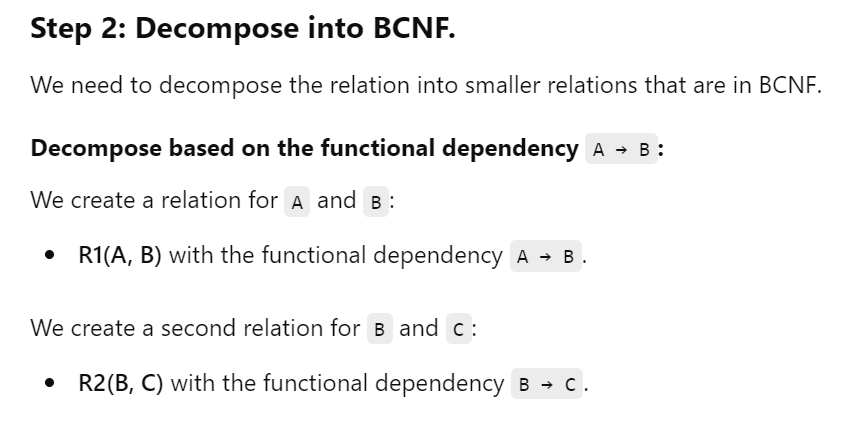 Step 2: Decompose into BCNF.
We need to decompose the relation into smaller relations that are in BCNF.
Decompose based on the functional dependency A → B:
We create a relation for A and B:
• R1(A, B) with the functional dependency A → B.
We create a second relation for B and C:
• R2(B, C) with the functional dependency B → C.